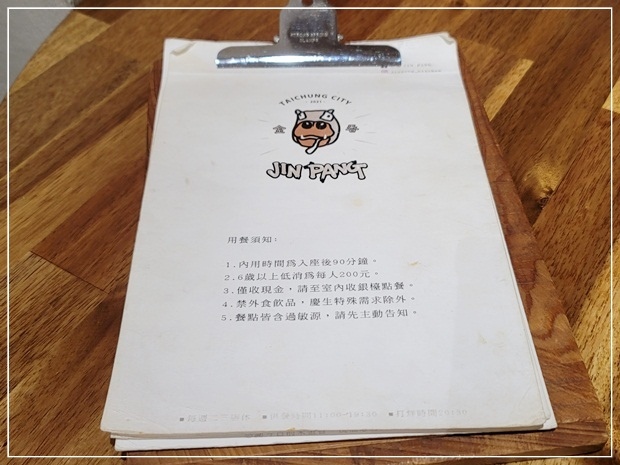 TAICHUNG CITY
2021
JIN PANGT
用餐須知:
1.內用時間為入座後90分鐘。
2.6歲以上低消為每人200元。
3.僅收現金，請至室內收銀檯點餐。
4.禁外食飲品，慶生特殊需求除外。
5.餐點皆含過敏源，請先主動告知。